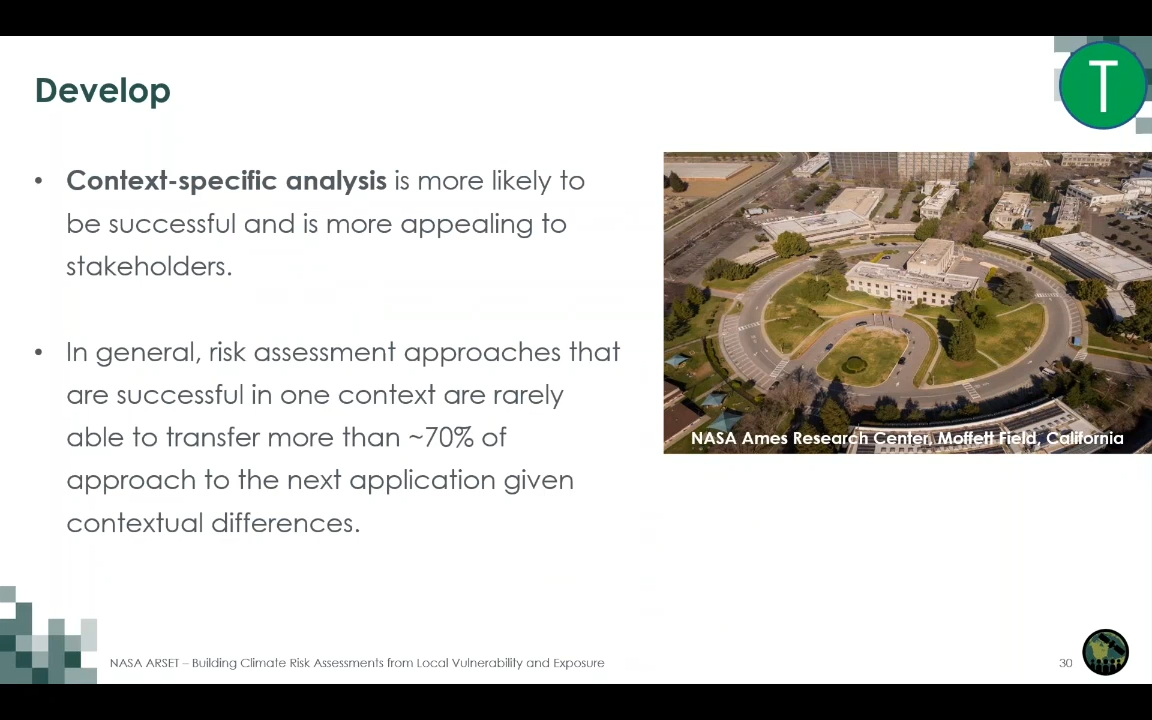 Develop
T
• Context-specific analysis is more likely to
be successful and is more appealing to
stakeholders.
• In general, risk assessment approaches that
are successful in one context are rarely
able to transfer more than ~70% of
approach to the next application given
contextual differences.
NASA Ames Research Center, Moffett Field, California
NASA ARSET – Building Climate Risk Assessments from Local Vulnerability and Exposure
30